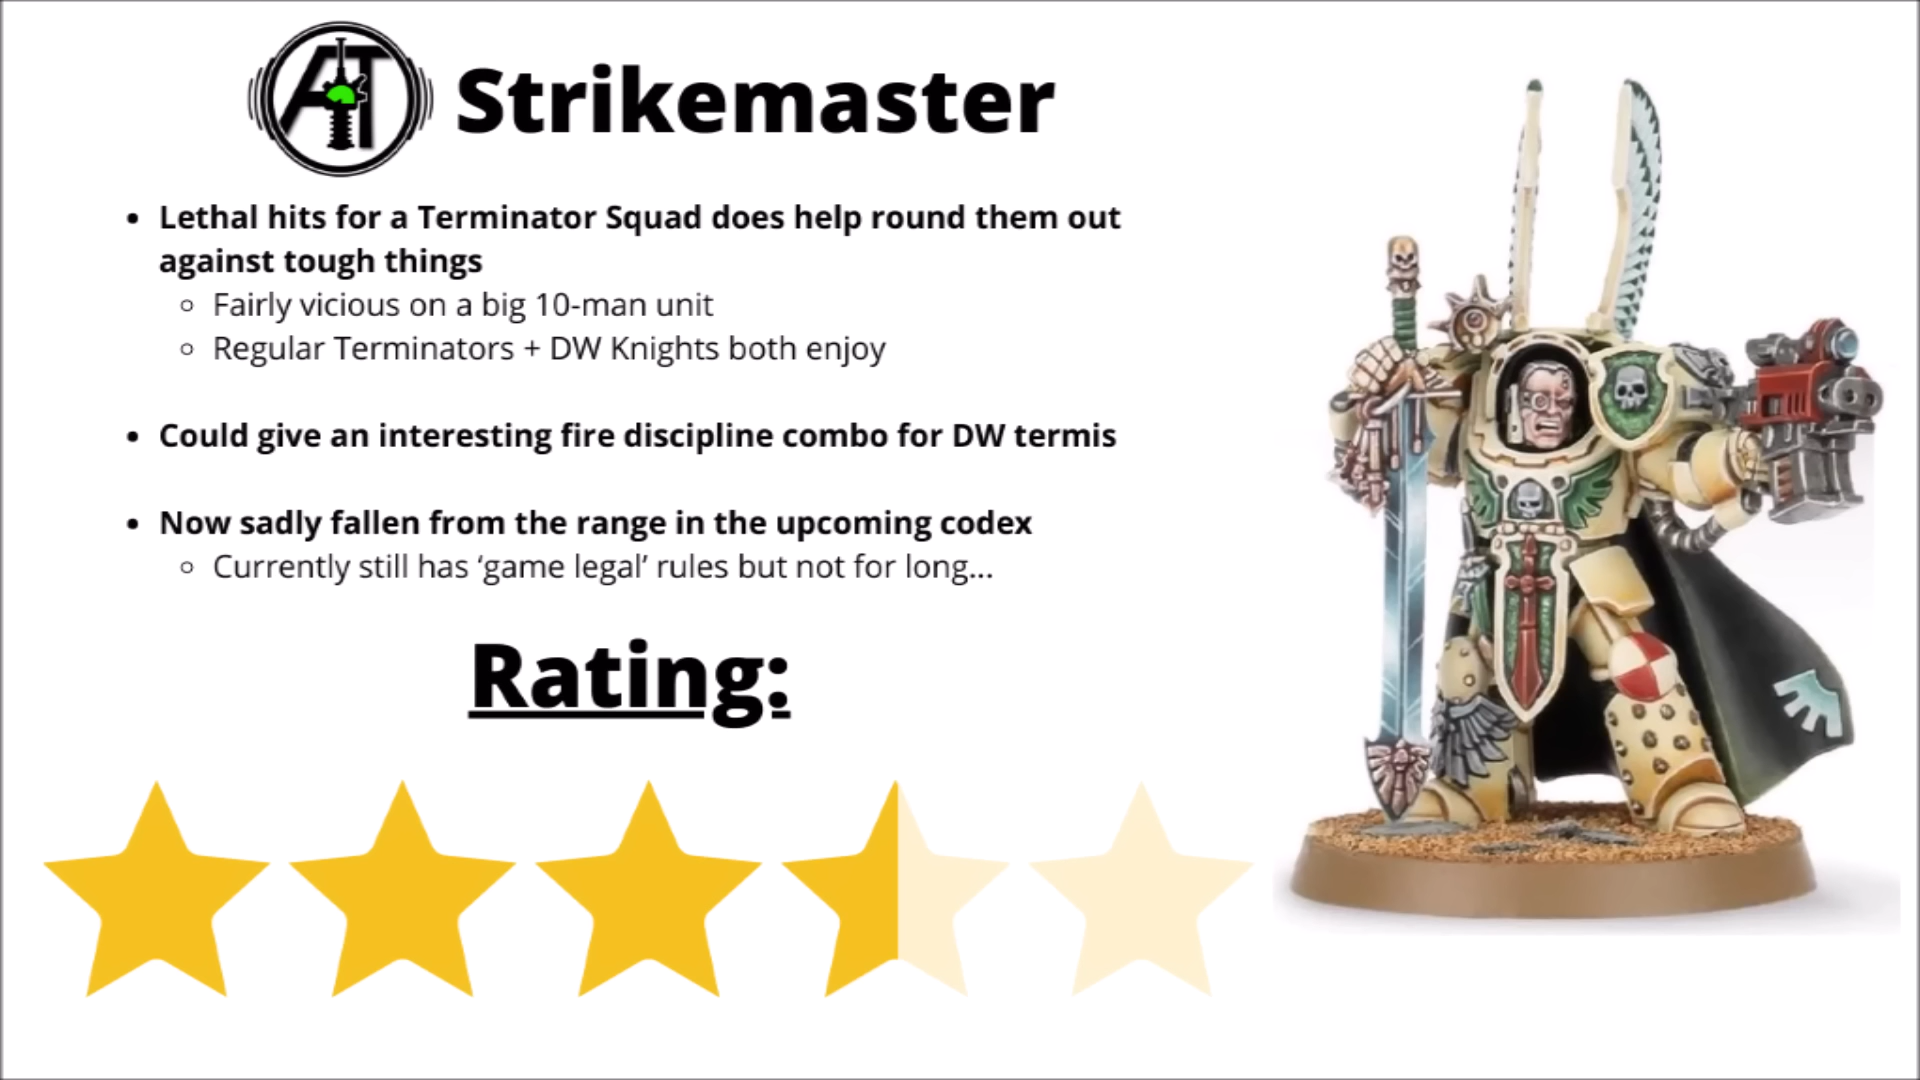 AT
Strikemaster
• Lethal hits for a Terminator Squad does help round them out
against tough things
◦ Fairly vicious on a big 10-man unit
◦ Regular Terminators + DW Knights both enjoy
• Could give an interesting fire discipline combo for DW termis
• Now sadly fallen from the range in the upcoming codex
◦ Currently still has ‘game legal’ rules but not for long...
Rating: